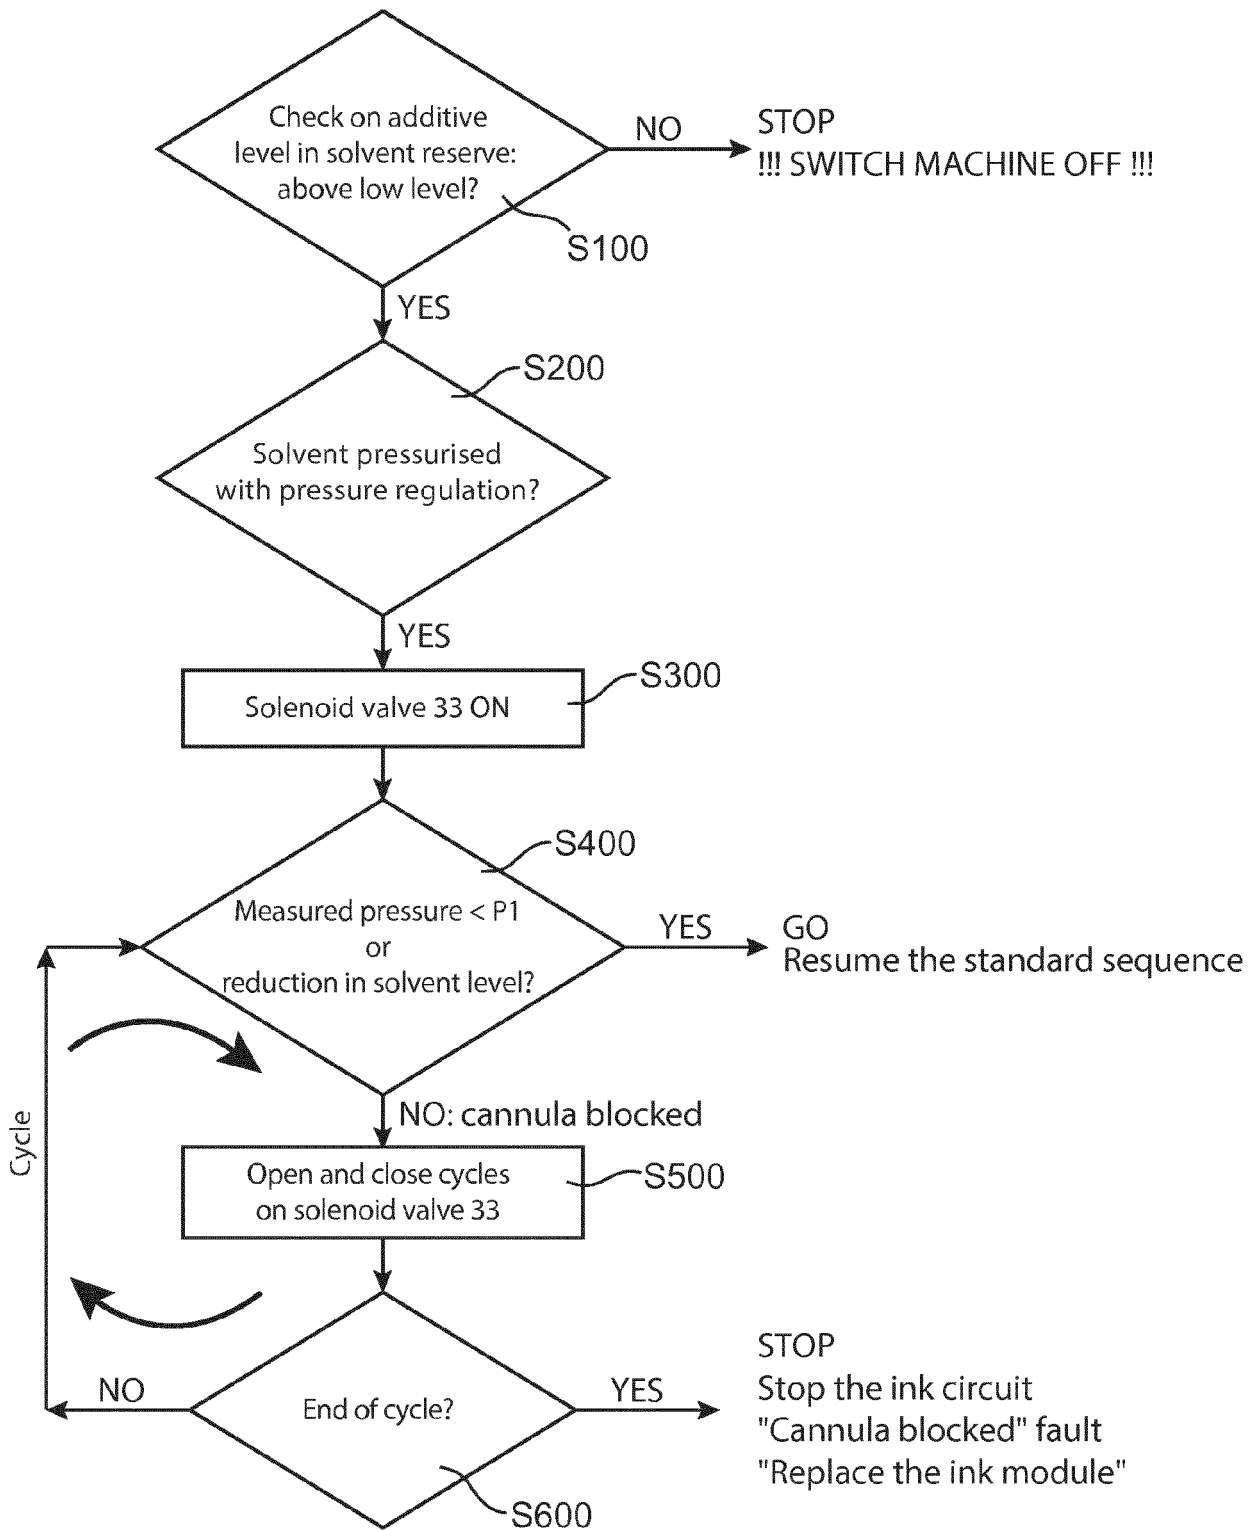 Check on additive
level in solvent reserve:
above low level?
NO
STOP
!!! SWITCH MACHINE OFF !!!
S100
YES
S200
Solvent pressurised
with pressure regulation?
YES
S300
Solenoid valve 33 ON
S400
Measured pressure < P1
or
reduction in solvent level?
YES
GO
Resume the standard sequence
Cycle
NO: cannula blocked
Open and close cycles
on solenoid valve 33
S500
NO
End of cycle?
YES
STOP
Stop the ink circuit
"Cannula blocked" fault
"Replace the ink module"
S600